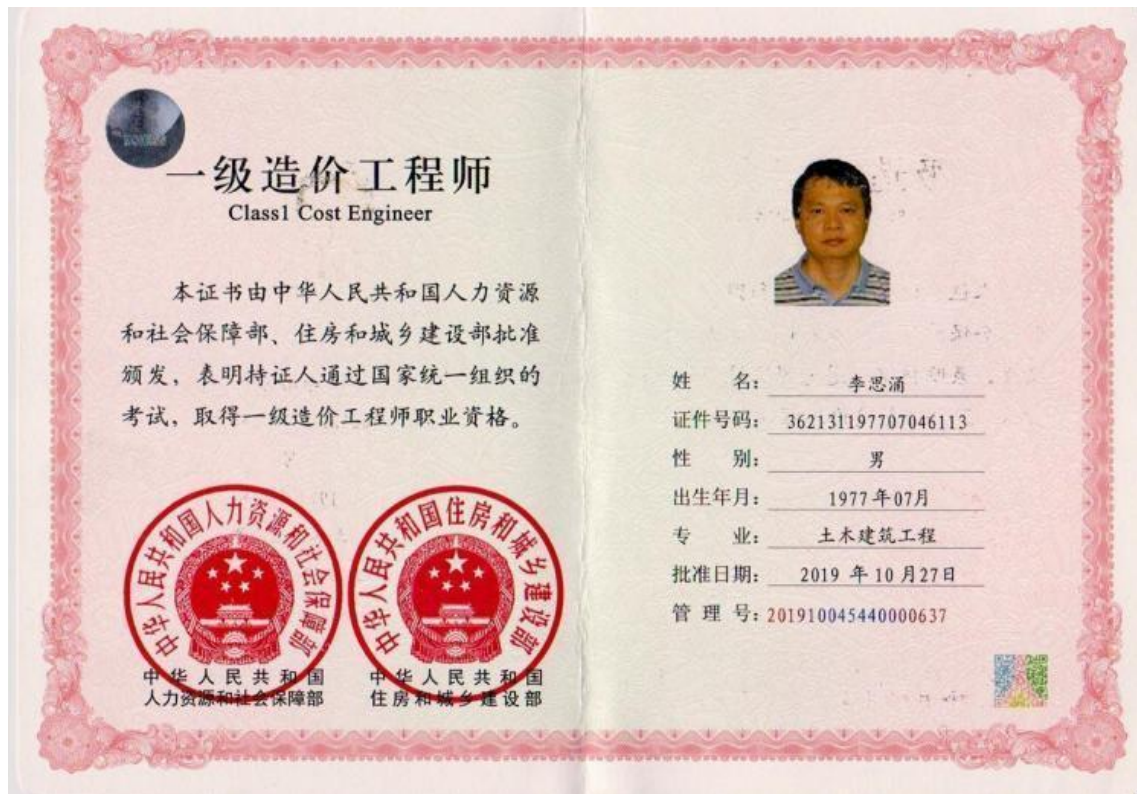 一级造价工程师
Class1 Cost Engineer
本证书由中华人民共和国人力资源
和社会保障部、住房和城乡建设部批准
颁发，表明持证人通过国家统一组织的
考试，取得一级造价工程师职业资格。
中华人民共和国人力资源和社会保障部
中华人民共和国住房和城乡建设部
中华人民共和国
人力资源和社会保障部
中华人民共和国
住房和城乡建设部
姓 名： 李思涌
证件号码： 362131197707046113
性 别： 男
出生年月： 1977年07月
专 业： 土木建筑工程
批准日期： 2019 年 10 月27日
管 理 号：201910045440000637